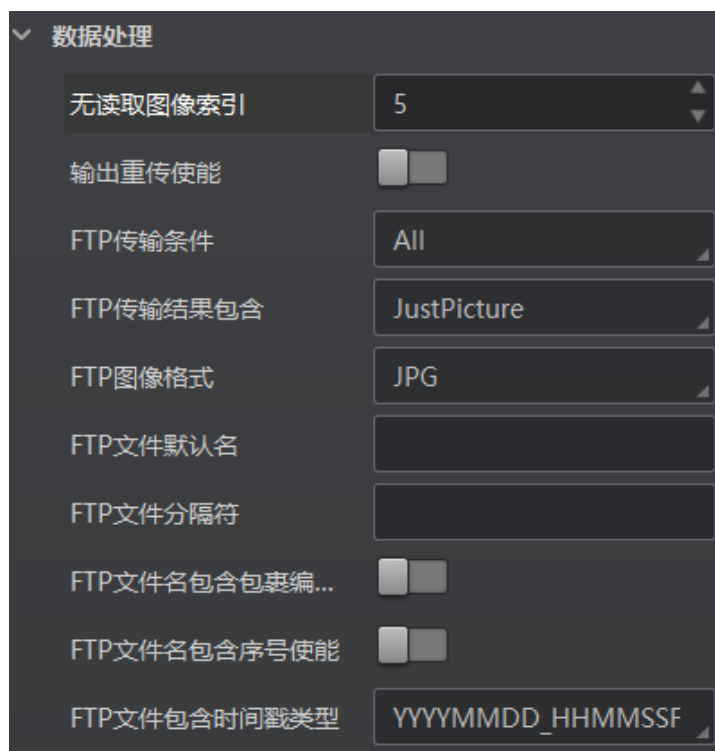 数据处理
无读取图像索引 5
输出重传使能
FTP传输条件 All
FTP传输结果包含 JustPicture
FTP图像格式 JPG
FTP文件默认名
FTP文件分隔符
FTP文件名包含包裹编...
FTP文件名包含序号使能
FTP文件包含时间戳类型 YYYYMMDD_HHMMSSF